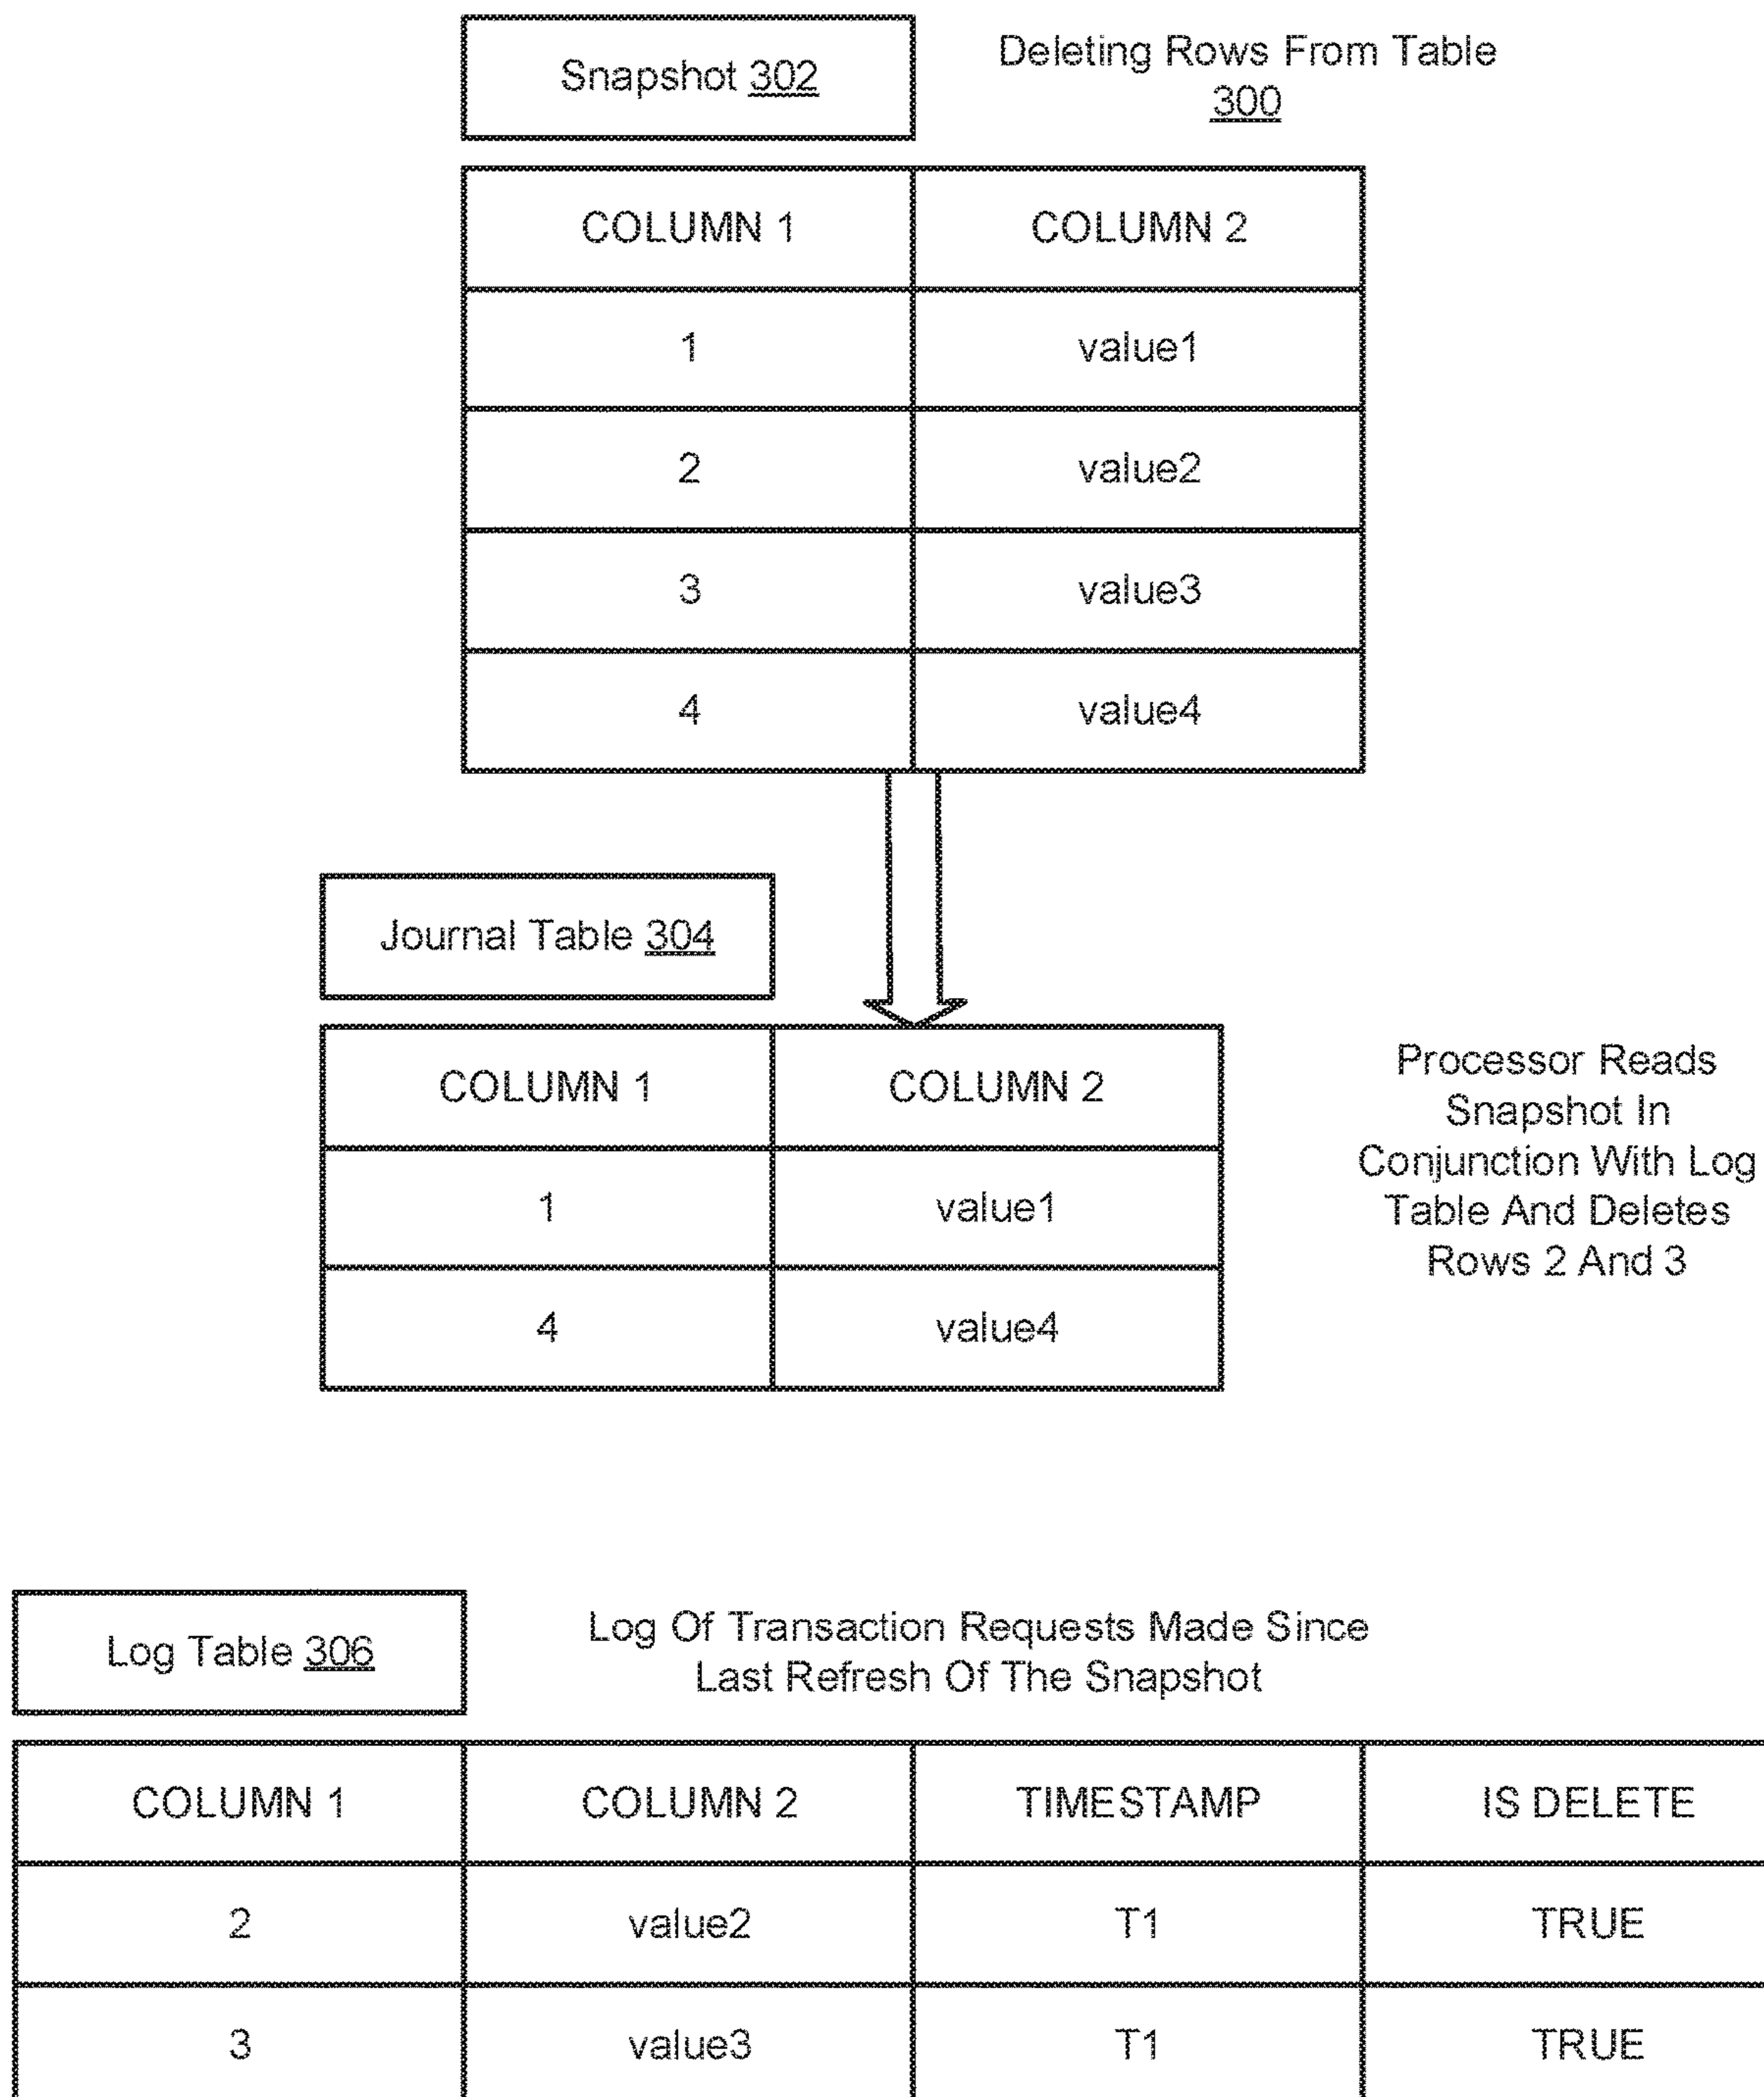 Snapshot 302
Deleting Rows From Table
300
COLUMN 1 COLUMN 2
1 value1
2 value2
3 value3
4 value4
Journal Table 304
COLUMN 1 COLUMN 2
1 value1
4 value4
Processor Reads
Snapshot In
Conjunction With Log
Table And Deletes
Rows 2 And 3
Log Table 306
Log Of Transaction Requests Made Since
Last Refresh Of The Snapshot
COLUMN 1 COLUMN 2 TIMESTAMP IS DELETE
2 value2 T1 TRUE
3 value3 T1 TRUE